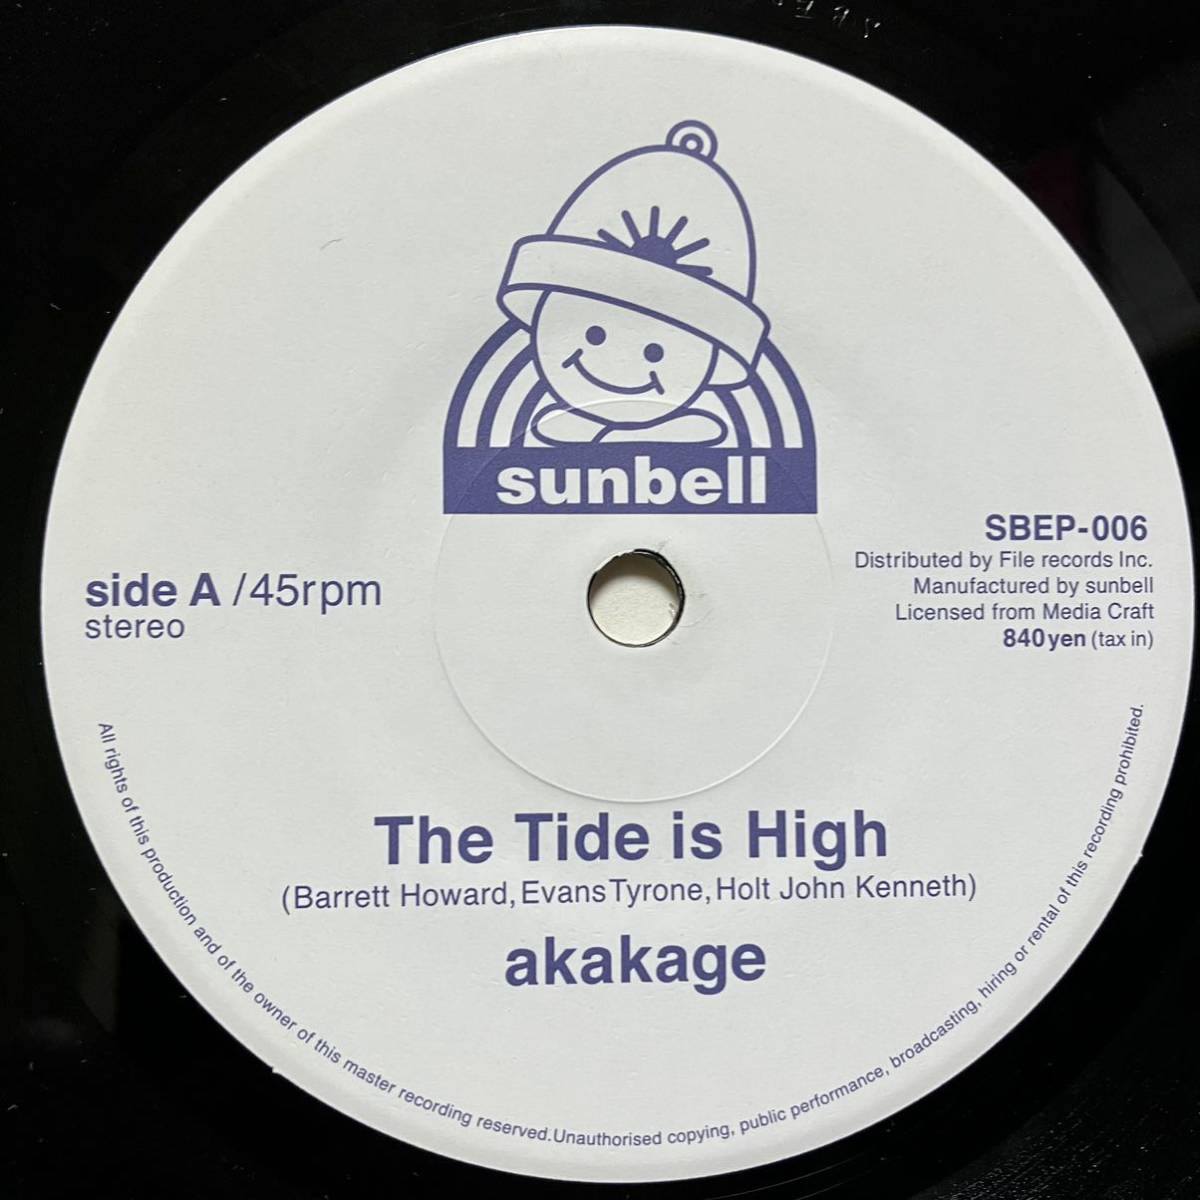 sunbell
side A /45rpm
stereo
SBEP-006
Distributed by File records Inc.
Manufactured by sunbell
Licensed from Media Craft
840yen (tax in)
The Tide is High
(Barrett Howard, Evans Tyrone, Holt John Kenneth)
akakage
All rights of this production and of the owner of this master recording reserved. Unauthorised copying, public performance, broadcasting, hiring or rental of this recording prohibited.